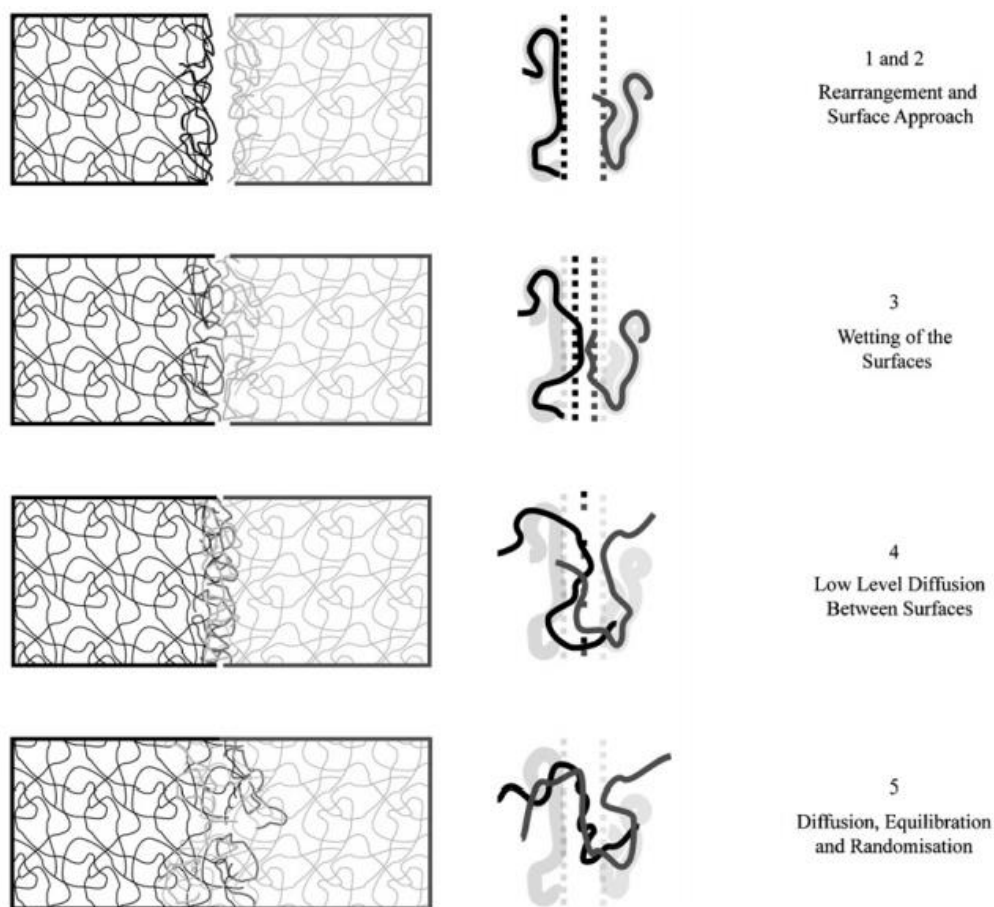 1 and 2
Rearrangement and
Surface Approach
3
Wetting of the
Surfaces
4
Low Level Diffusion
Between Surfaces
5
Diffusion, Equilibration
and Randomisation